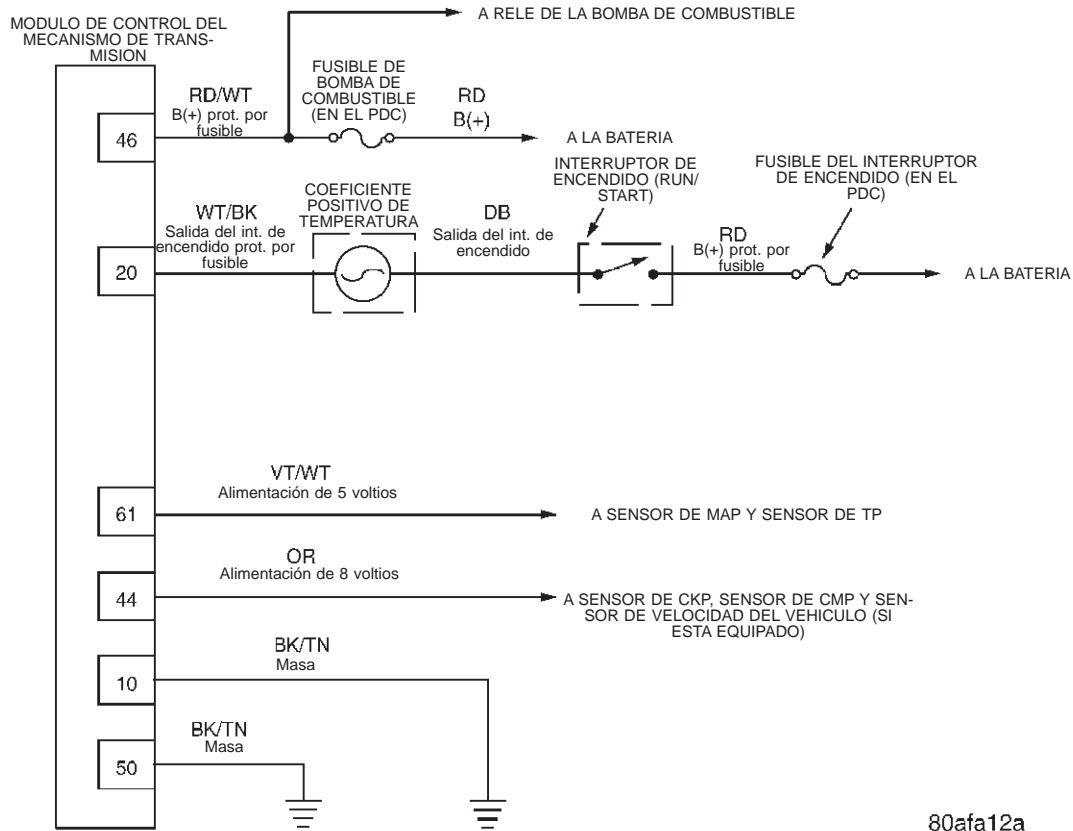 A RELE DE LA BOMBA DE COMBUSTIBLE
MODULO DE CONTROL DEL
MECANISMO DE TRANS-
MISION
46
RD/WT
B(+) prot. por
fusible
FUSIBLE DE
BOMBA DE
COMBUSTIBLE
(EN EL PDC)
RD
B(+)
A LA BATERIA
20
WT/BK
Salida del int. de
encendido prot. por
fusible
COEFICIENTE
POSITIVO DE
TEMPERATURA
DB
Salida del int. de
encendido
INTERRUPTOR DE
ENCENDIDO (RUN/
START)
RD
B(+) prot. por
fusible
FUSIBLE DEL INTERRUPTOR
DE ENCENDIDO (EN EL
PDC)
A LA BATERIA
61
VT/WT
Alimentación de 5 voltios
A SENSOR DE MAP Y SENSOR DE TP
44
OR
Alimentación de 8 voltios
A SENSOR DE CKP, SENSOR DE CMP Y SEN-
SOR DE VELOCIDAD DEL VEHICULO (SI
ESTA EQUIPADO)
10
BK/TN
Masa
50
BK/TN
Masa
80afa12a